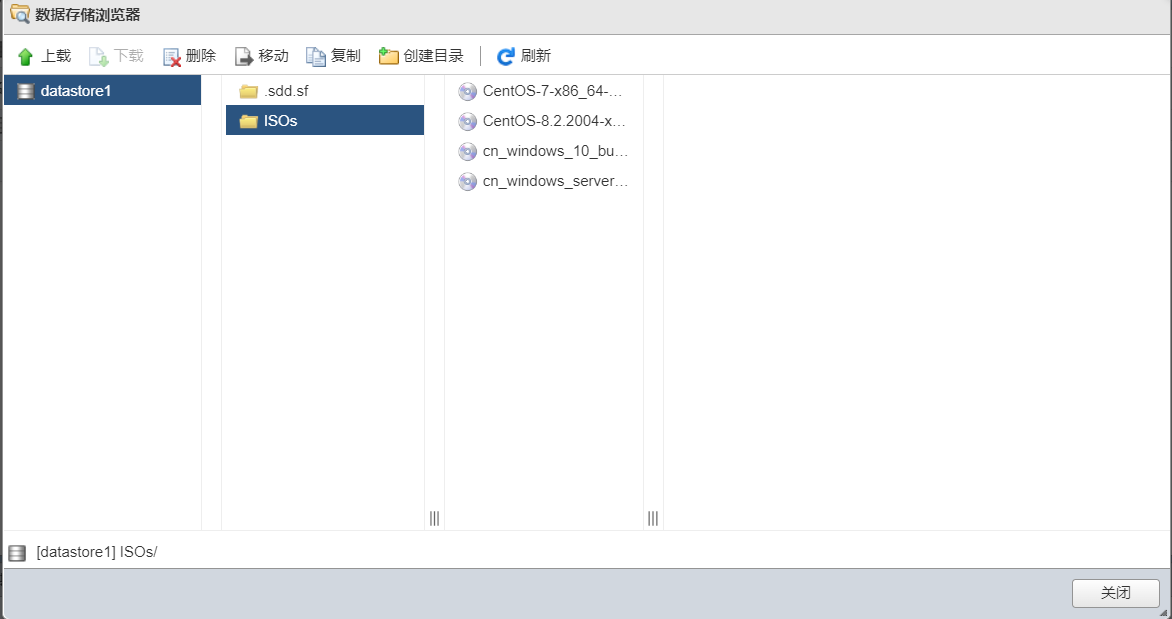 数据存储浏览器
上载 下载 删除 移动 复制 创建目录 刷新
datastore1
.sdd.sf
ISOs
CentOS-7-x86_64-...
CentOS-8.2.2004-x...
cn_windows_10_bu...
cn_windows_server...
[datastore1] ISOs/
关闭